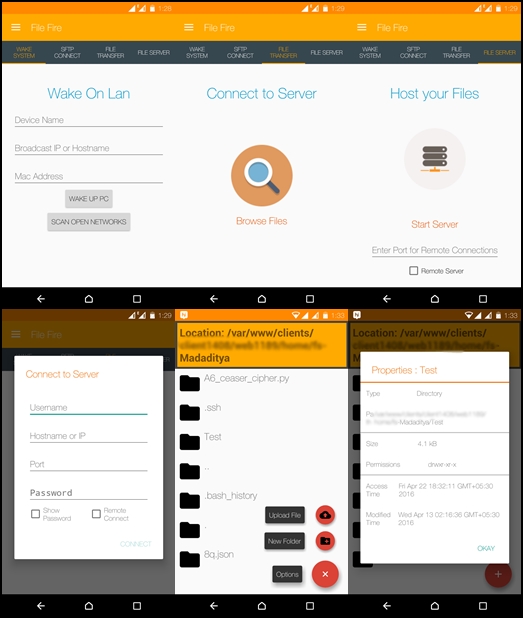 1:29
File Fire
WAKE SYSTEM
SFTP CONNECT
FILE TRANSFER
FILE SERVER
Wake On Lan
Device Name
Broadcast IP or Hostname
Mac Address
WAKE UP PC
SCAN OPEN NETWORKS
1:29
File Fire
WAKE SYSTEM
SFTP CONNECT
FILE TRANSFER
FILE SERVER
Connect to Server
Browse Files
1:29
File Fire
WAKE SYSTEM
SFTP CONNECT
FILE TRANSFER
FILE SERVER
Host your Files
Start Server
Enter Port for Remote Connections
Remote Server
1:29
File Fire
Connect to Server
Username
Hostname or IP
Port
Password
Show Password
Remote Connect
CONNECT
1:33
Location: /var/www/clients/
Madaditya
A6_ceaser_cipher.py
.ssh
Test
..
.bash_history
.
8q.json
Upload File
New Folder
Options
1:33
Location: /var/www/clients/
Madaditya
Properties : Test
Type Directory
Madaditya/Test
Size 4.1 kB
Permissions drwxr-xr-x
Access Time Fri Apr 22 18:32:11 GMT+05:30 2016
Modified Time Wed Apr 13 02:16:36 GMT+05:30 2016
OKAY